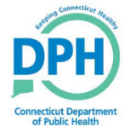 Keeping Connecticut Healthy
DPH
Connecticut Department
of Public Health